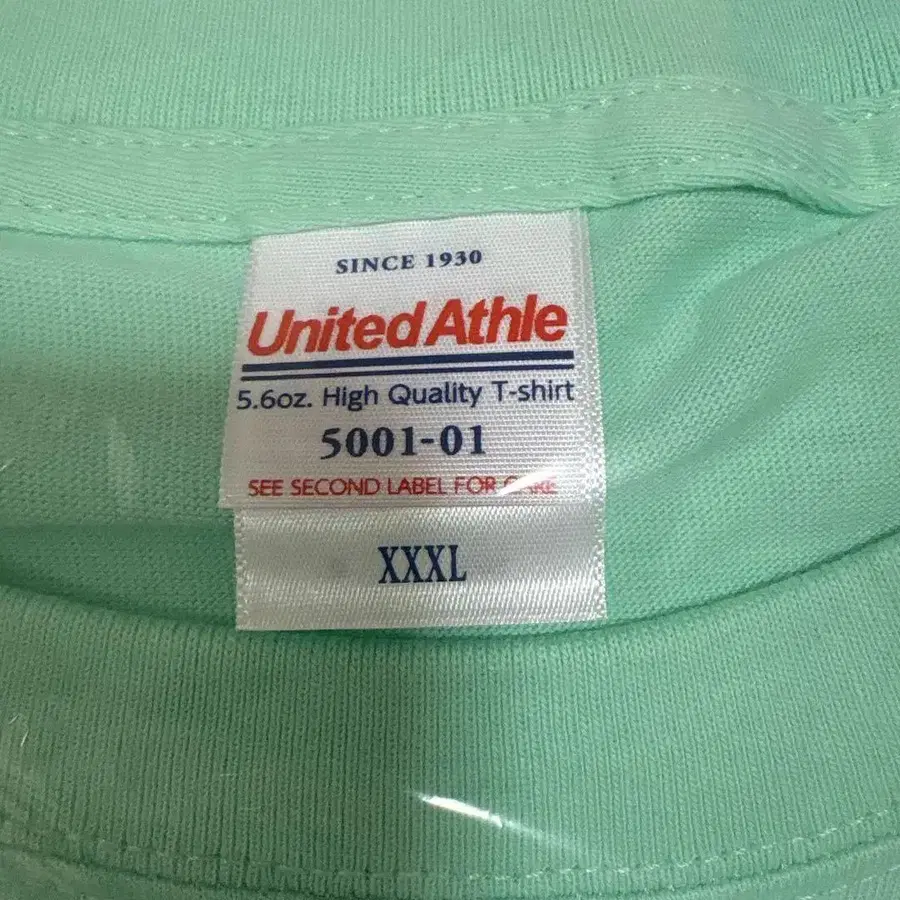 SINCE 1930
United Athle
5.6oz. High Quality T-shirt
5001-01
SEE SECOND LABEL FOR CARE
XXXL